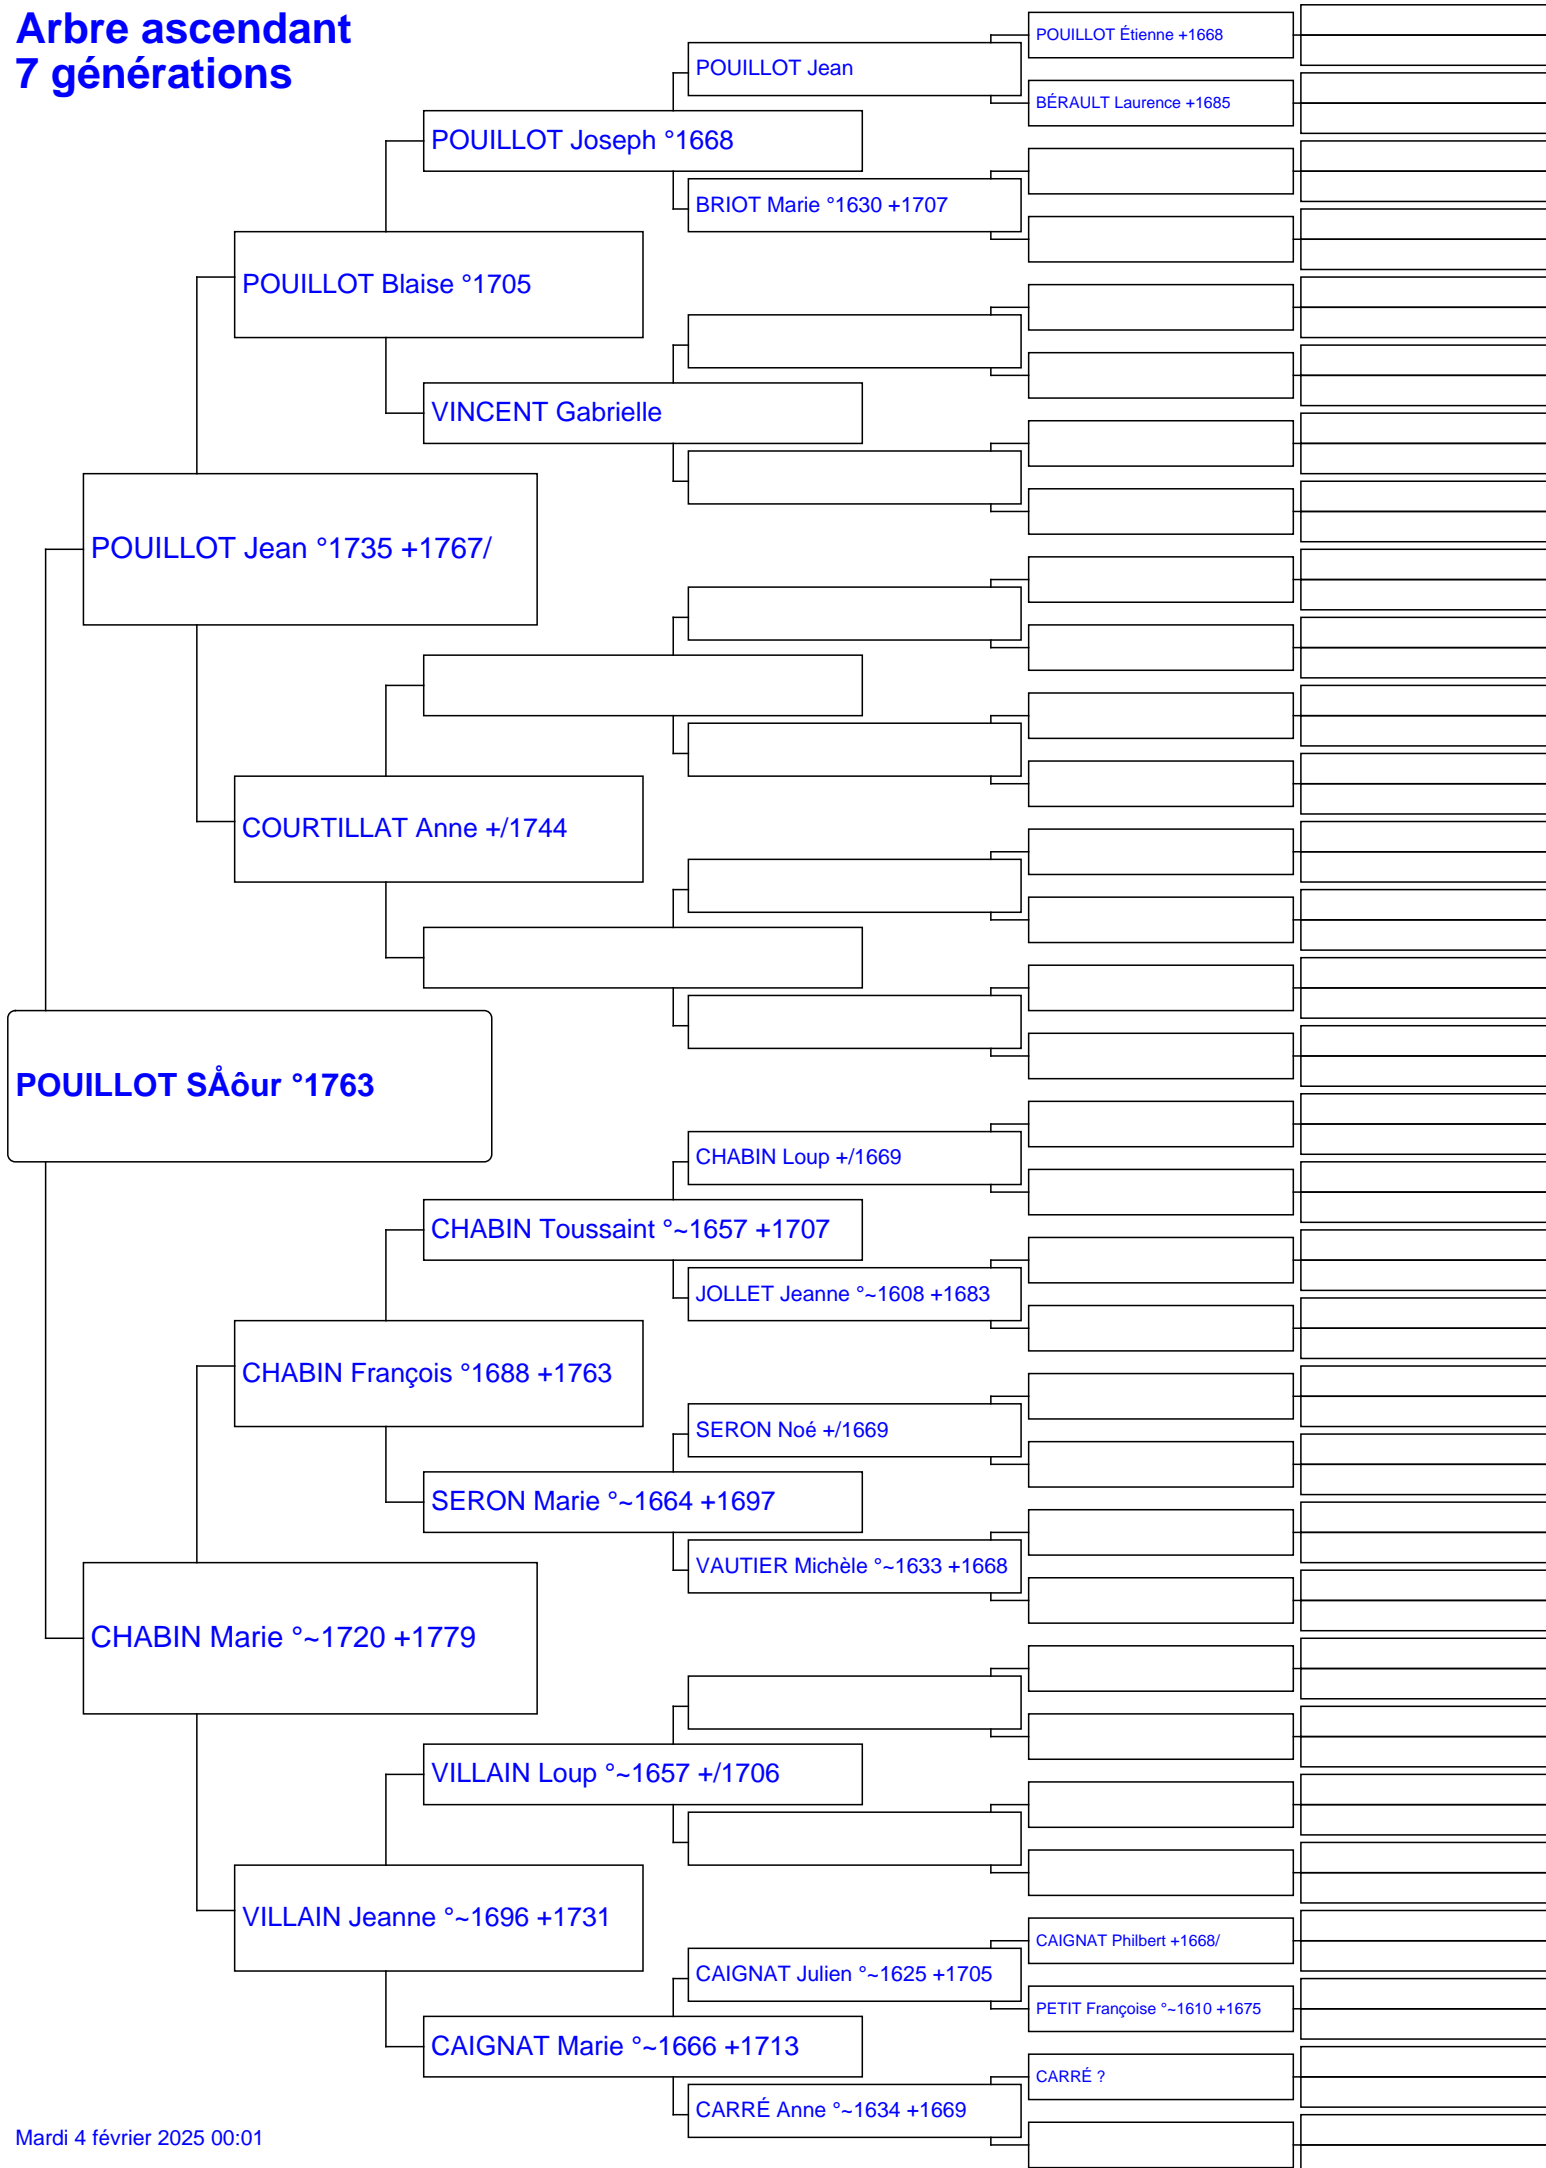 Arbre ascendant
7 générations
POUILLOT Étienne +1668
POUILLOT Jean
BÉRAULT Laurence +1685
POUILLOT Joseph °1668
BRIOT Marie °1630 +1707
POUILLOT Blaise °1705
VINCENT Gabrielle
POUILLOT Jean °1735 +1767/
COURTILLAT Anne +/1744
POUILLOT SÅôur °1763
CHABIN Loup +/1669
CHABIN Toussaint °~1657 +1707
JOLLET Jeanne °~1608 +1683
CHABIN François °1688 +1763
SERON Noé +/1669
SERON Marie °~1664 +1697
VAUTIER Michèle °~1633 +1668
CHABIN Marie °~1720 +1779
VILLAIN Loup °~1657 +/1706
VILLAIN Jeanne °~1696 +1731
CAIGNAT Philbert +1668/
CAIGNAT Julien °~1625 +1705
PETIT Françoise °~1610 +1675
CAIGNAT Marie °~1666 +1713
CARRÉ ?
CARRÉ Anne °~1634 +1669
Mardi 4 février 2025 00:01